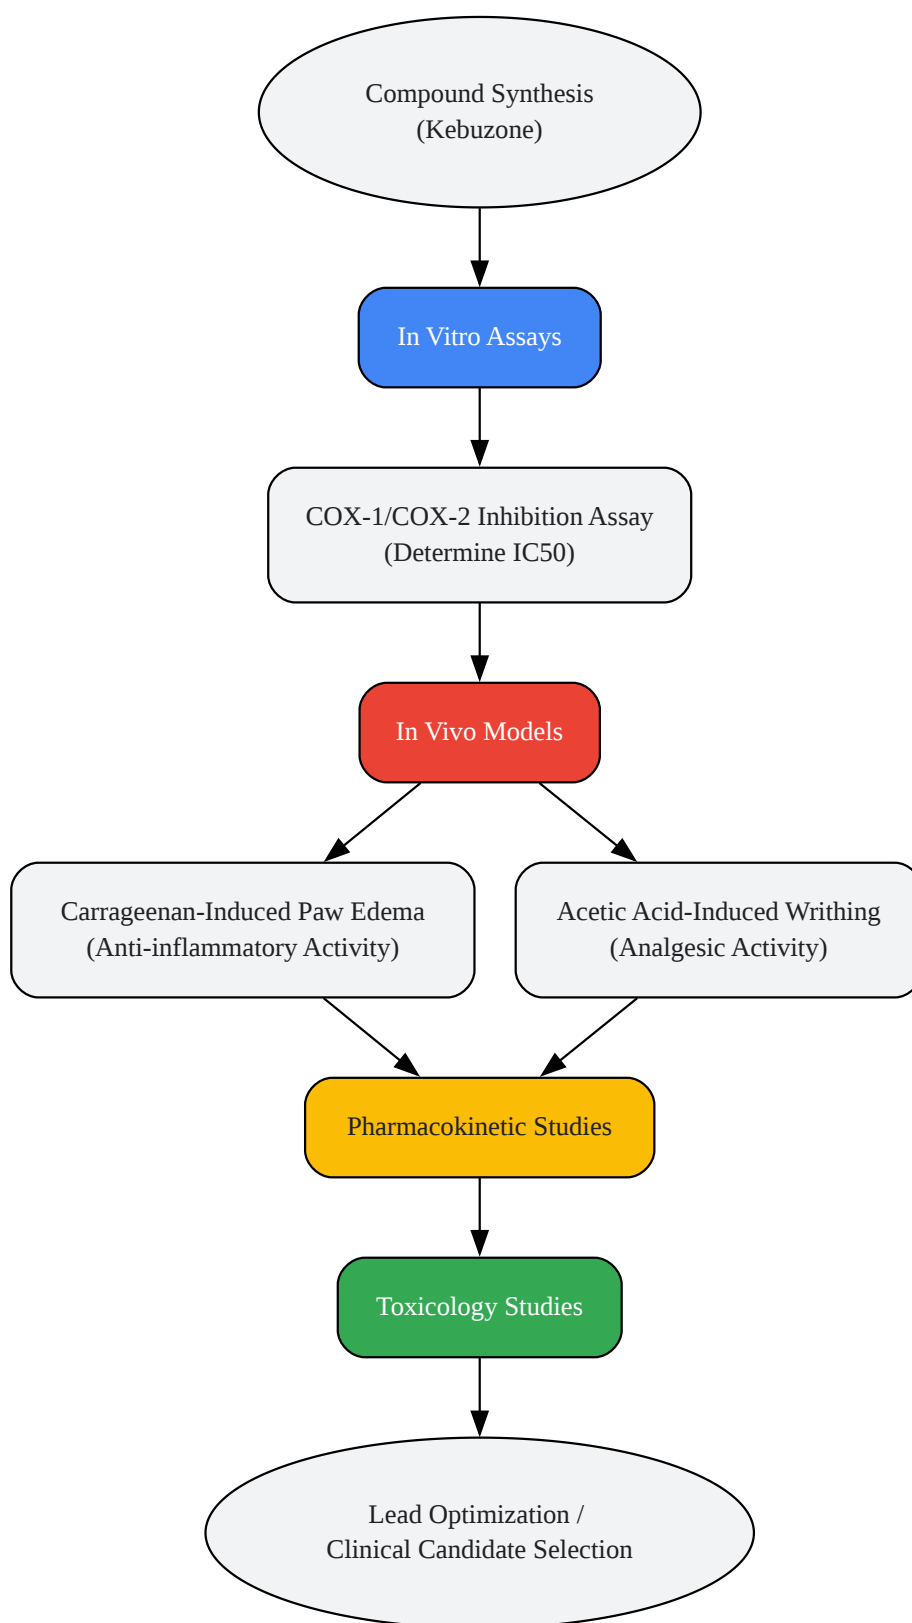 Compound Synthesis
(Kebuzone)
In Vitro Assays
COX-1/COX-2 Inhibition Assay
(Determine IC50)
In Vivo Models
Carrageenan-Induced Paw Edema
(Anti-inflammatory Activity)
Acetic Acid-Induced Writhing
(Analgesic Activity)
Pharmacokinetic Studies
Toxicology Studies
Lead Optimization /
Clinical Candidate Selection